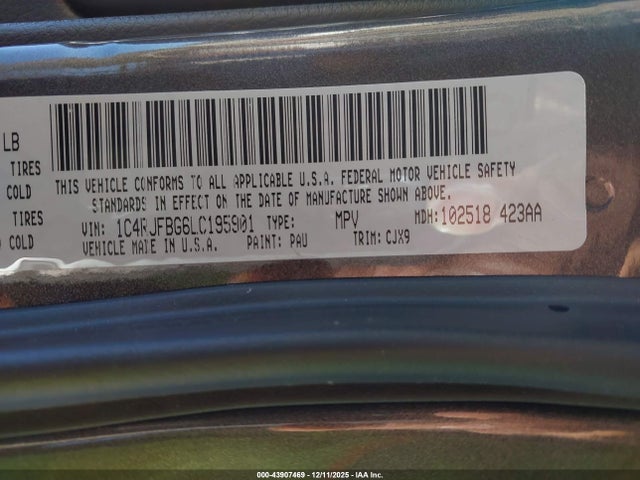 LB
TIRES
COLD
TIRES
COLD
THIS VEHICLE CONFORMS TO ALL APPLICABLE U.S.A. FEDERAL MOTOR VEHICLE SAFETY
STANDARDS IN EFFECT ON THE DATE OF MANUFACTURE SHOWN ABOVE.
VIN: 1C4RJFBG6LC195901 TYPE: MPV MDH: 102518 423AA
VEHICLE MADE IN U.S.A. PAINT: PAU TRIM: CJX9
000-43907469 - 12/11/2025 - IAA Inc.